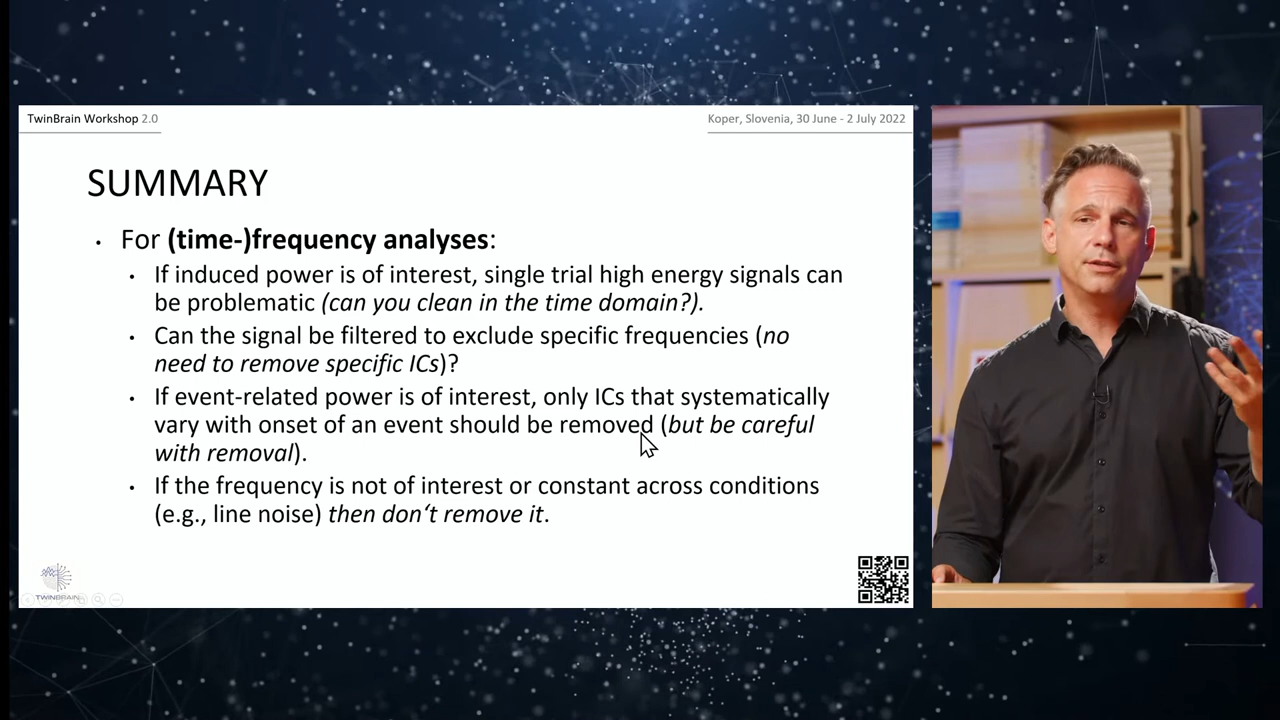 TwinBrain Workshop 2.0
Koper, Slovenia, 30 June - 2 July 2022
SUMMARY
• For (time-)frequency analyses:
• If induced power is of interest, single trial high energy signals can
be problematic (can you clean in the time domain?).
• Can the signal be filtered to exclude specific frequencies (no
need to remove specific ICs)?
• If event-related power is of interest, only ICs that systematically
vary with onset of an event should be removed (but be careful
with removal).
• If the frequency is not of interest or constant across conditions
(e.g., line noise) then don‘t remove it.
TWINBRAIN